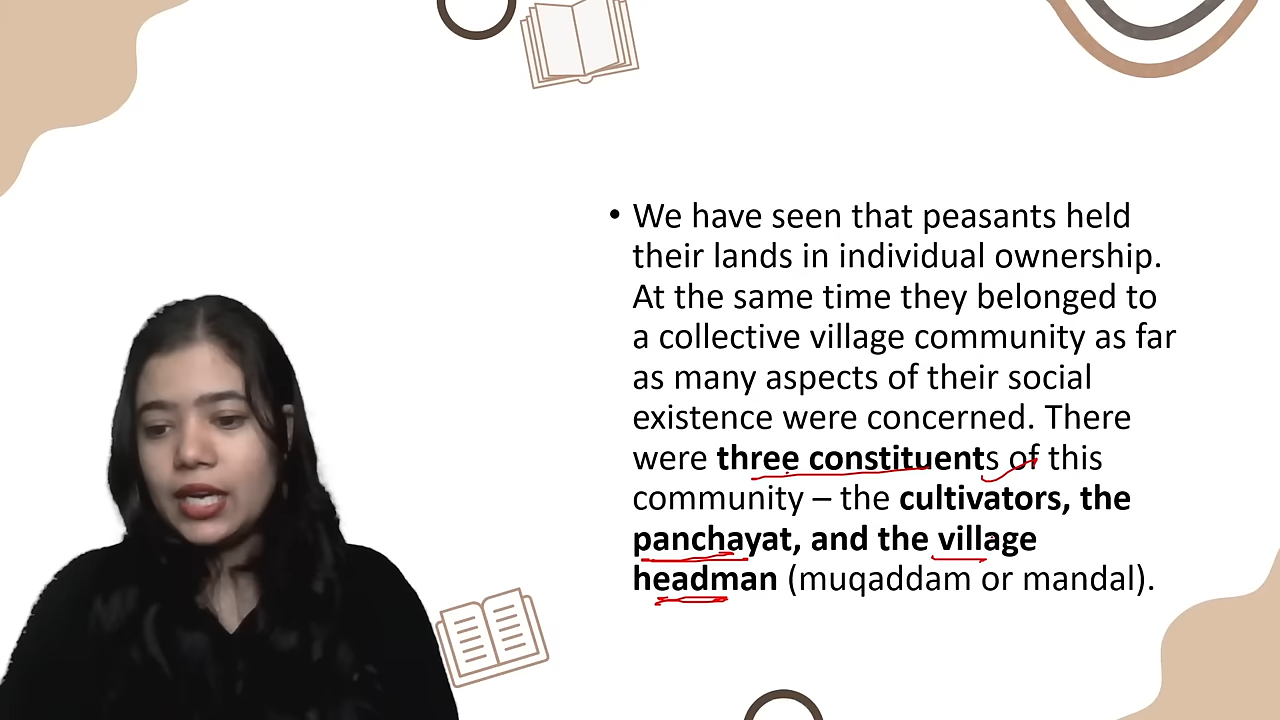 • We have seen that peasants held
their lands in individual ownership.
At the same time they belonged to
a collective village community as far
as many aspects of their social
existence were concerned. There
were three constituents of this
community – the cultivators, the
panchayat, and the village
headman (muqaddam or mandal).